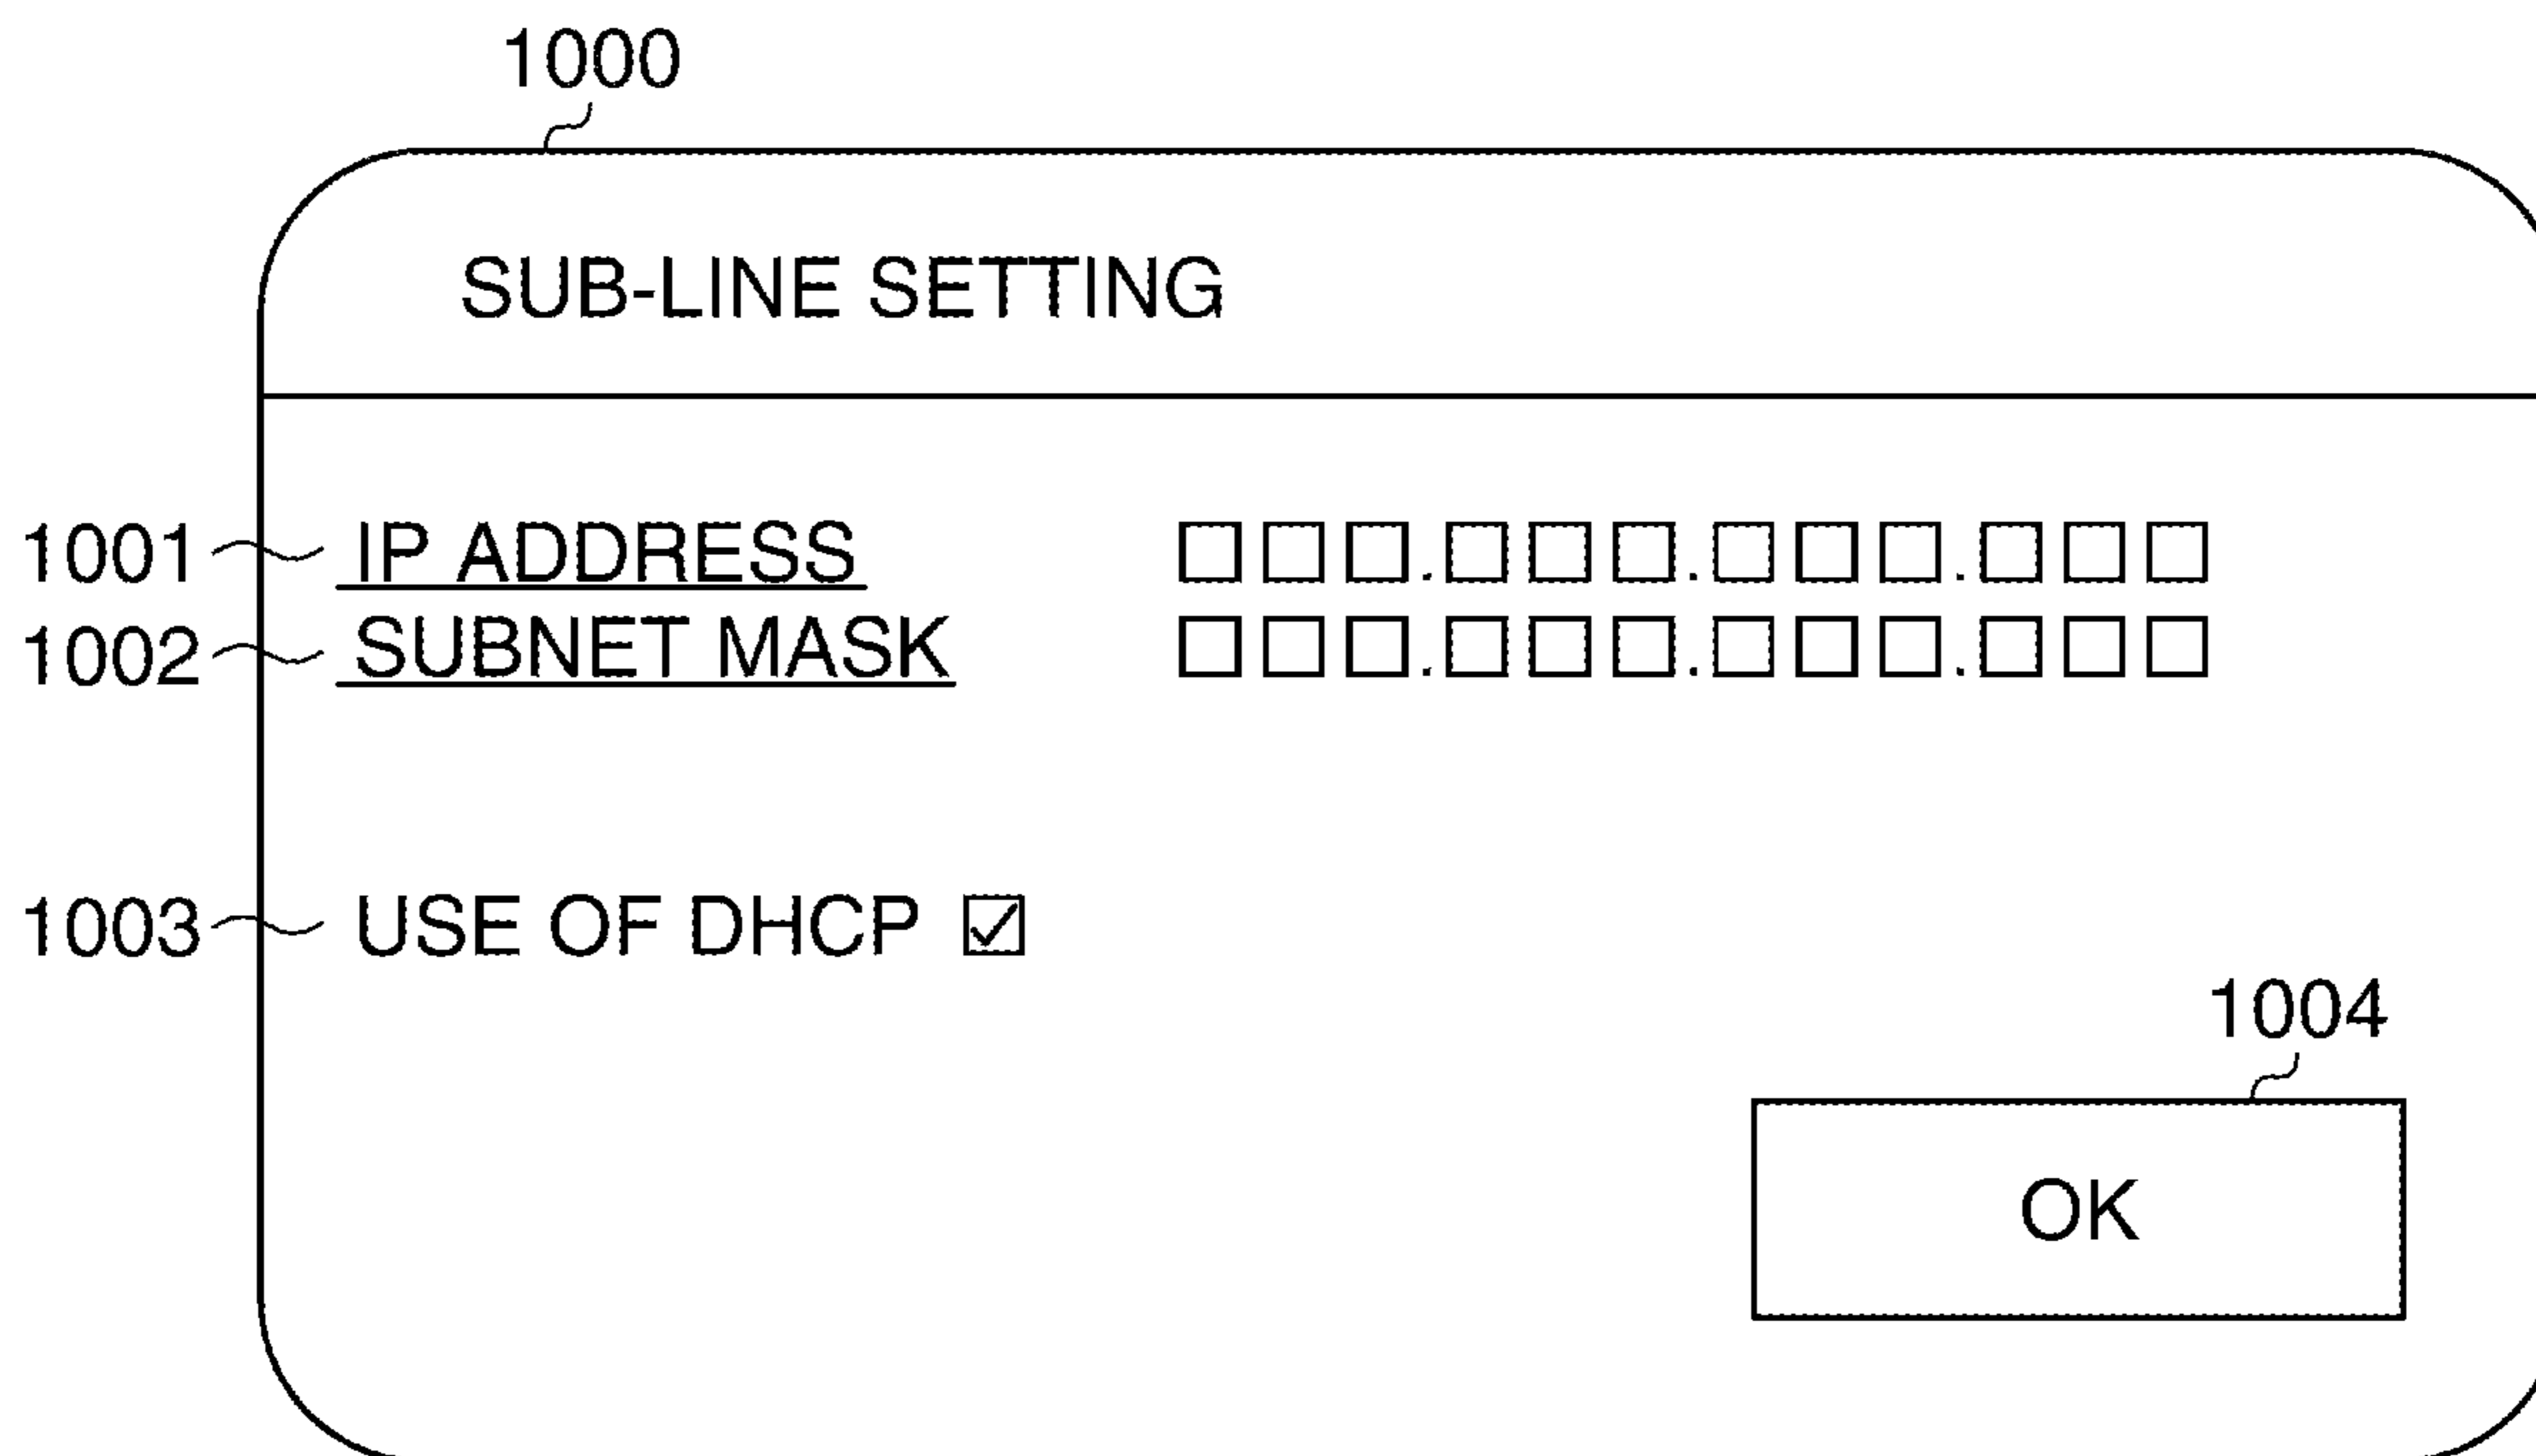 1000
SUB-LINE SETTING
1001 IP ADDRESS □□□.□□□.□□□.□□□
1002 SUBNET MASK □□□.□□□.□□□.□□□
1003 USE OF DHCP ☑
1004
OK